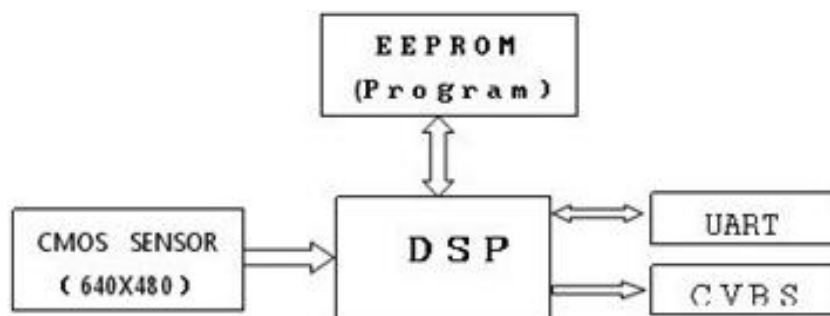 EEPROM
(Program)
CMOS SENSOR
(640X480)
DSP
UART
CVBS